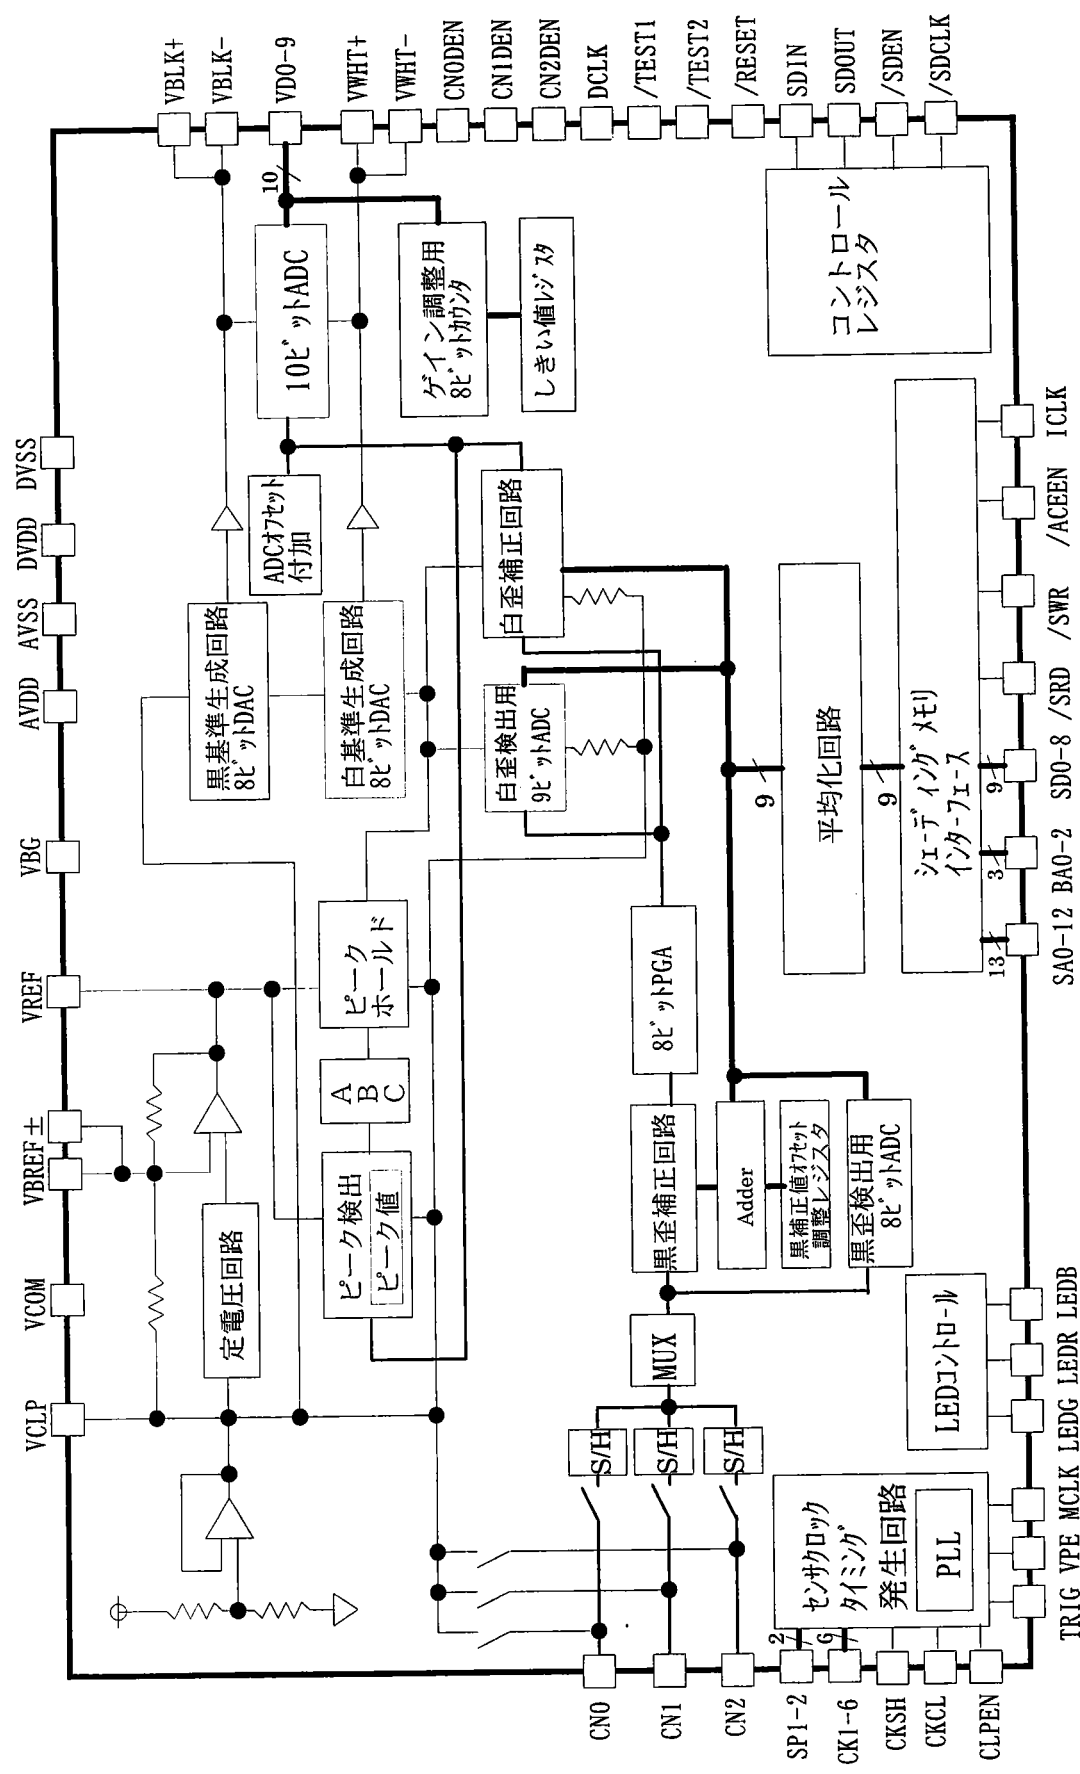 VCLP
VCOM
VBREF±
VREF
VBG
AVDD
AVSS
DVDD
DVSS
VBLK+
VBLK-
VD0-9
VWHT+
VWHT-
CN0DEN
CN1DEN
CN2DEN
DCLK
/TEST1
/TEST2
/RESET
SDIN
SDOUT
/SDEN
/SDCLK
定電圧回路
黒基準生成回路
8ビットDAC
白基準生成回路
8ビットDAC
ADCオフセット
付加
10ビットADC
10
ピーク検出
ピーク値
A
B
C
ピーク
ホールド
白歪検出用
9ビットADC
白歪補正回路
ゲイン調整用
8ビットカウンタ
しきい値レジスタ
S/H
S/H
S/H
MUX
黒歪補正回路
8ビットPGA
Adder
黒補正値オフセット
調整レジスタ
黒歪検出用
8ビットADC
9
平均化回路
9
シェーディングメモリ
インターフェース
コントロール
レジスタ
センサクロック
タイミング
発生回路
PLL
LEDコントロール
2
6
13
3
9
CN0
CN1
CN2
SP1-2
CK1-6
CKSH
CKCL
CLPEN
TRIG
VPE
MCLK
LEDG
LEDR
LEDB
SA0-12
BA0-2
SD0-8
/SRD
/SWR
/ACEEN
ICLK